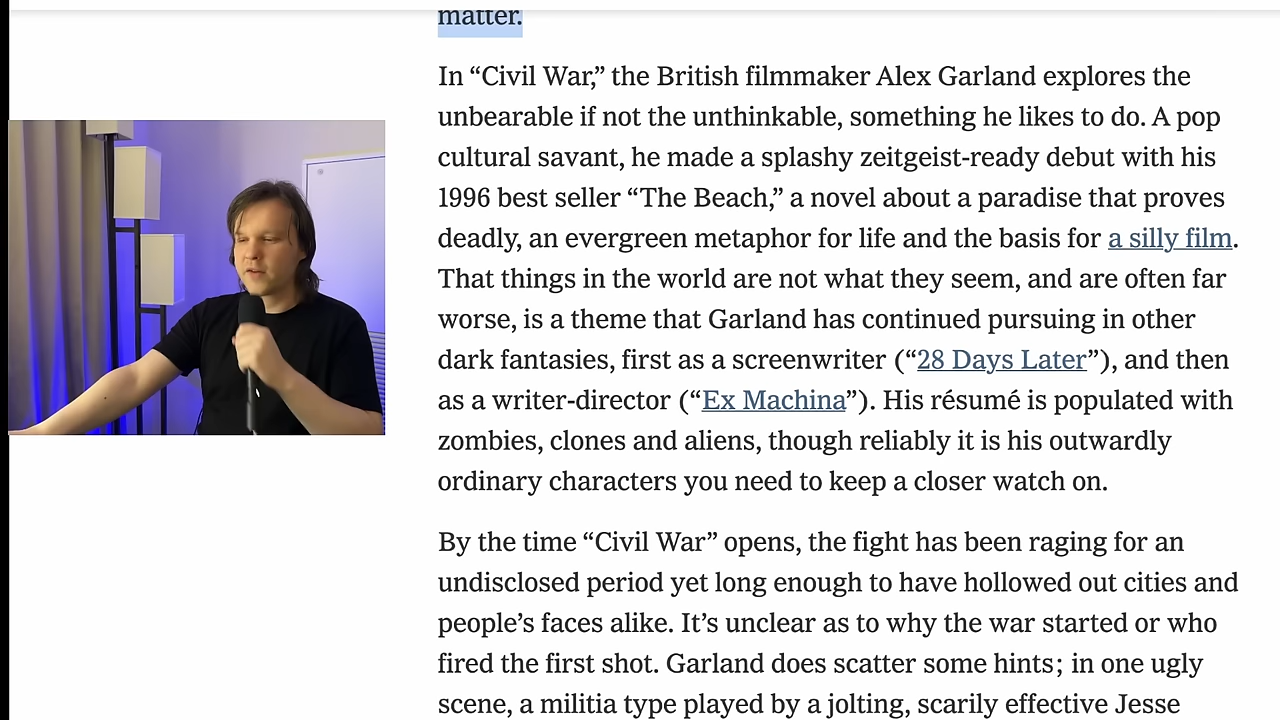 matter.
In “Civil War,” the British filmmaker Alex Garland explores the
unbearable if not the unthinkable, something he likes to do. A pop
cultural savant, he made a splashy zeitgeist-ready debut with his
1996 best seller “The Beach,” a novel about a paradise that proves
deadly, an evergreen metaphor for life and the basis for a silly film.
That things in the world are not what they seem, and are often far
worse, is a theme that Garland has continued pursuing in other
dark fantasies, first as a screenwriter (“28 Days Later”), and then
as a writer-director (“Ex Machina”). His résumé is populated with
zombies, clones and aliens, though reliably it is his outwardly
ordinary characters you need to keep a closer watch on.
By the time “Civil War” opens, the fight has been raging for an
undisclosed period yet long enough to have hollowed out cities and
people’s faces alike. It’s unclear as to why the war started or who
fired the first shot. Garland does scatter some hints; in one ugly
scene, a militia type played by a jolting, scarily effective Jesse